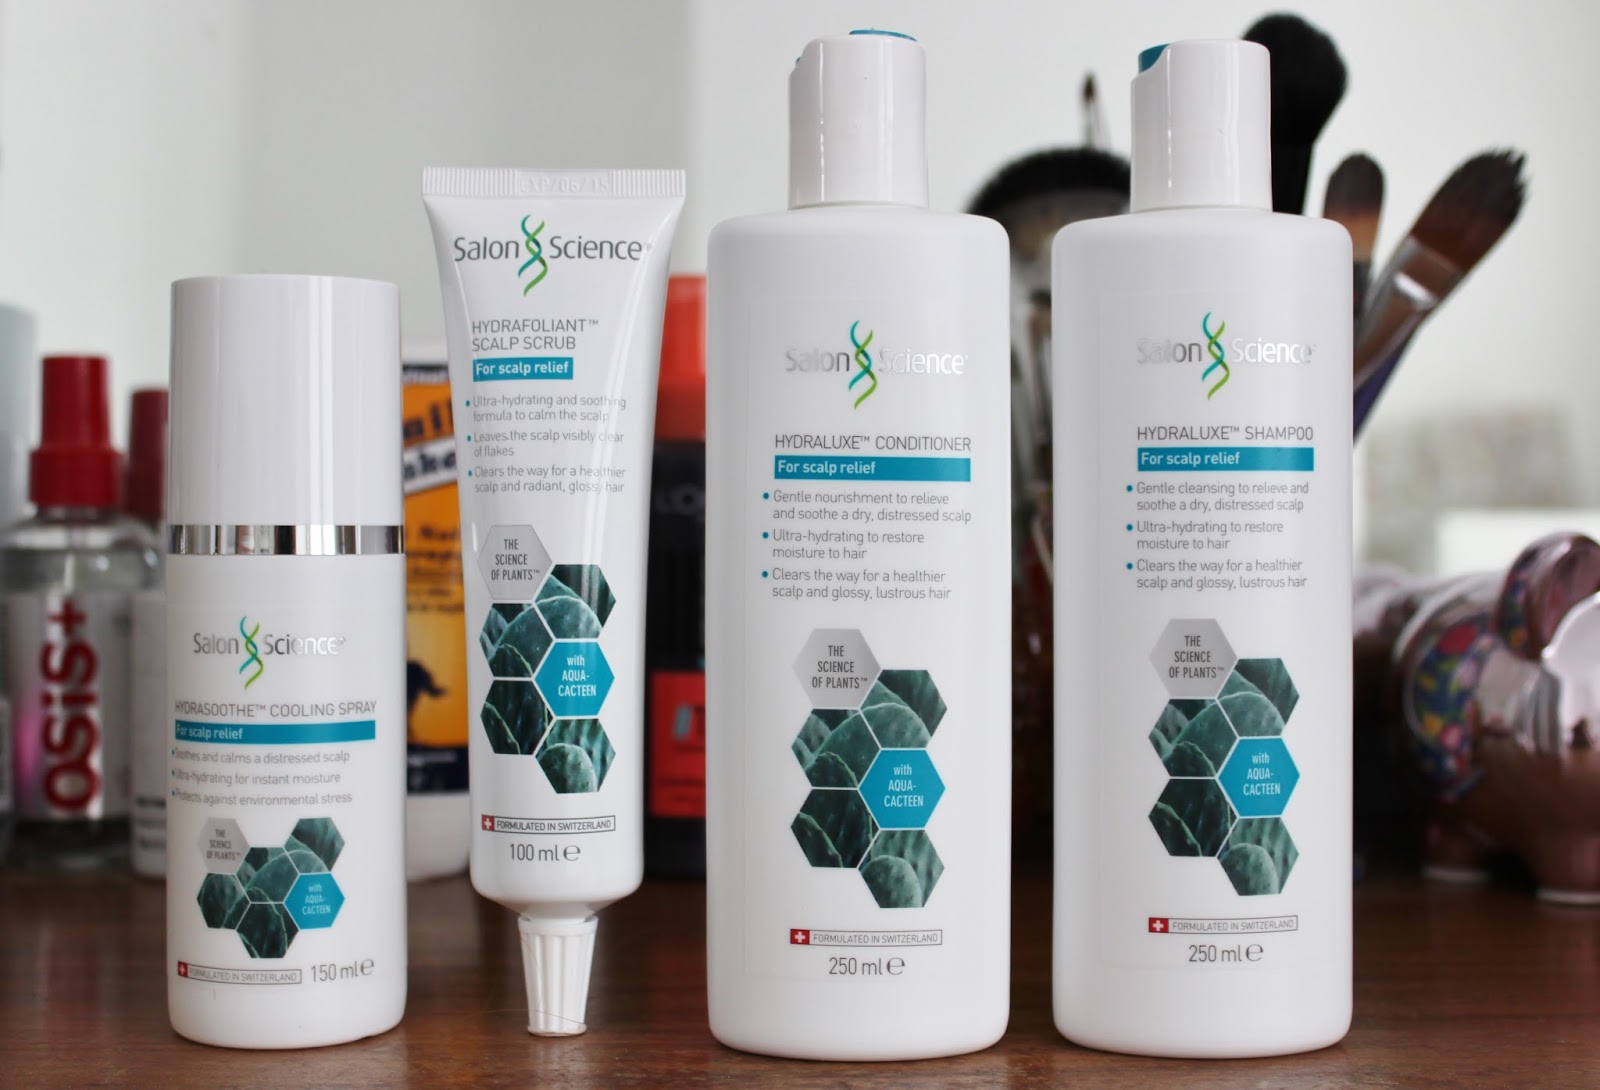 Salon Science®
HYDRASOOTHE™ COOLING SPRAY
For scalp relief
Soothes and calms a distressed scalp
Ultra-hydrating for instant moisture
Protects against environmental stress
THE
SCIENCE
OF PLANTS™
with
AQUA-
CACTEEN
FORMULATED IN SWITZERLAND
150 ml ℮
EXP/06/15
Salon Science®
HYDRAFOLIANT™
SCALP SCRUB
For scalp relief
• Ultra-hydrating and soothing
formula to calm the scalp
• Leaves the scalp visibly clear
of flakes
• Clears the way for a healthier
scalp and radiant, glossy hair
THE
SCIENCE
OF PLANTS™
with
AQUA-
CACTEEN
FORMULATED IN SWITZERLAND
100 ml ℮
Salon Science®
HYDRALUXE™ CONDITIONER
For scalp relief
• Gentle nourishment to relieve
and soothe a dry, distressed scalp
• Ultra-hydrating to restore
moisture to hair
• Clears the way for a healthier
scalp and glossy, lustrous hair
THE
SCIENCE
OF PLANTS™
with
AQUA-
CACTEEN
FORMULATED IN SWITZERLAND
250 ml ℮
Salon Science®
HYDRALUXE™ SHAMPOO
For scalp relief
• Gentle cleansing to relieve and
soothe a dry, distressed scalp
• Ultra-hydrating to restore
moisture to hair
• Clears the way for a healthier
scalp and glossy, lustrous hair
THE
SCIENCE
OF PLANTS™
with
AQUA-
CACTEEN
FORMULATED IN SWITZERLAND
250 ml ℮
OSiS+